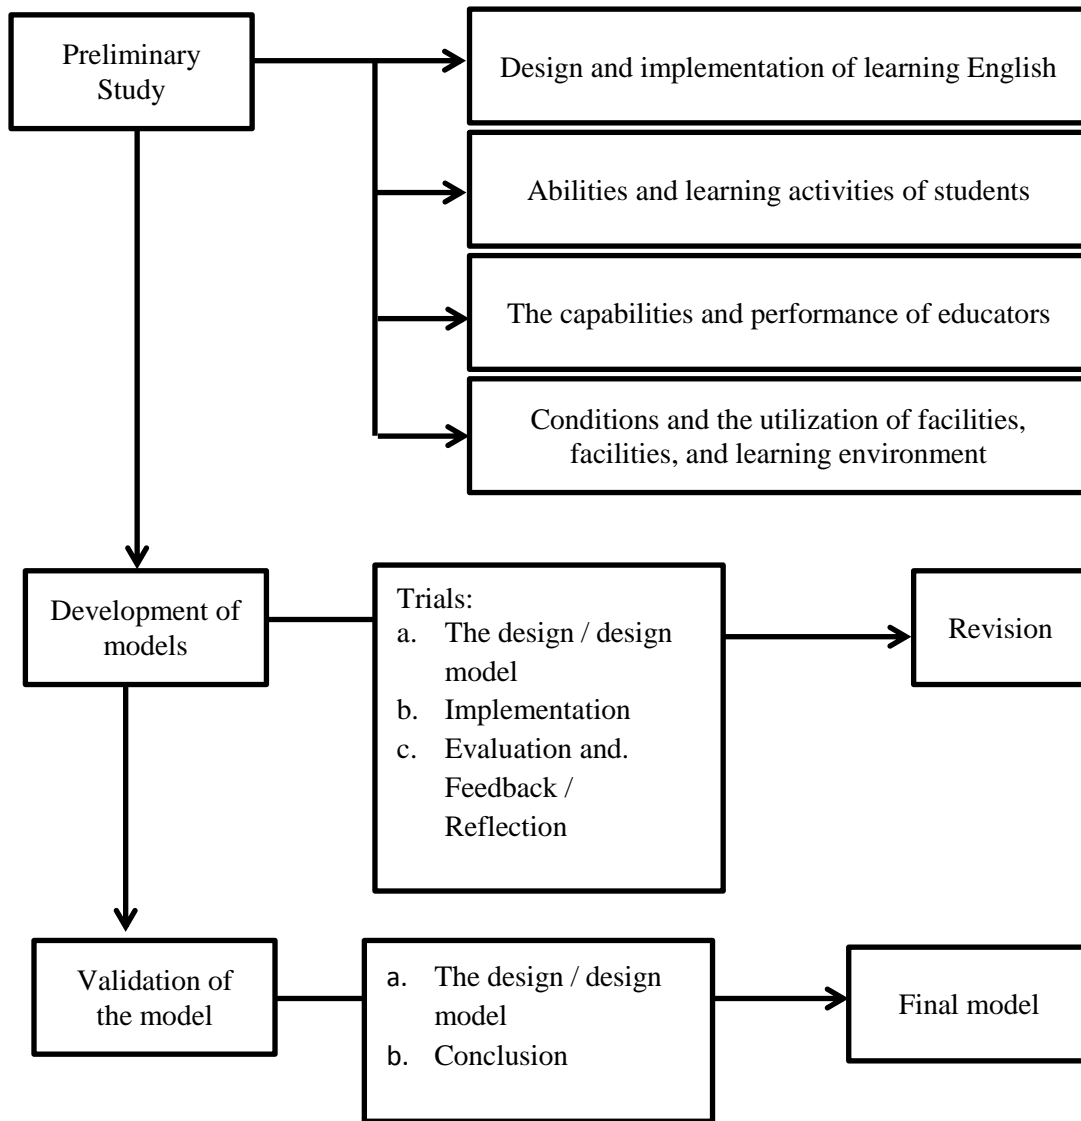 Preliminary
Study
Design and implementation of learning English
Abilities and learning activities of students
The capabilities and performance of educators
Conditions and the utilization of facilities,
facilities, and learning environment
Development of
models
Trials:
a. The design / design
model
b. Implementation
c. Evaluation and.
Feedback /
Reflection
Revision
Validation of
the model
a. The design / design
model
b. Conclusion
Final model